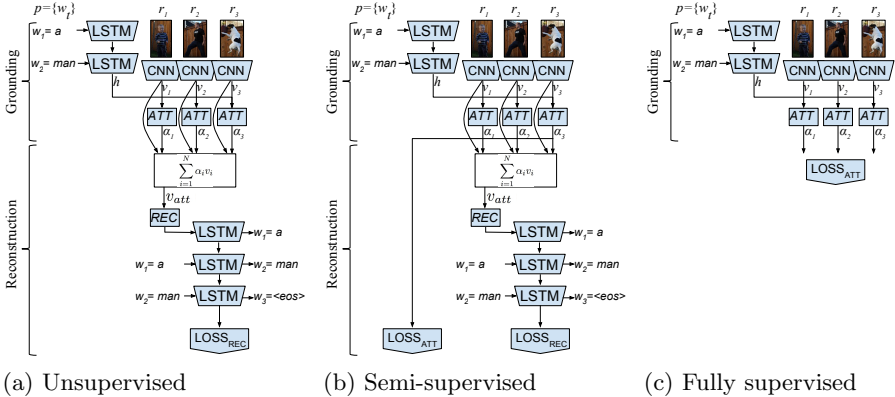 p={w_t}
r_1 r_2 r_3
w_1= a LSTM
w_2= man LSTM CNN CNN CNN
h v_1 v_2 v_3
Grounding
ATT ATT ATT
α_1 α_2 α_3
\sum_{i=1}^{N} α_i v_i
v_att
Reconstruction
REC
LSTM w_1= a
w_1= a LSTM w_2= man
w_2= man LSTM w_3=<eos>
LOSS_REC
(a) Unsupervised
p={w_t}
r_1 r_2 r_3
w_1= a LSTM
w_2= man LSTM CNN CNN CNN
h v_1 v_2 v_3
Grounding
ATT ATT ATT
α_1 α_2 α_3
\sum_{i=1}^{N} α_i v_i
v_att
Reconstruction
REC
LSTM w_1= a
w_1= a LSTM w_2= man
w_2= man LSTM w_3=<eos>
LOSS_ATT LOSS_REC
(b) Semi-supervised
p={w_t}
r_1 r_2 r_3
w_1= a LSTM
w_2= man LSTM CNN CNN CNN
h v_1 v_2 v_3
Grounding
ATT ATT ATT
α_1 α_2 α_3
LOSS_ATT
(c) Fully supervised